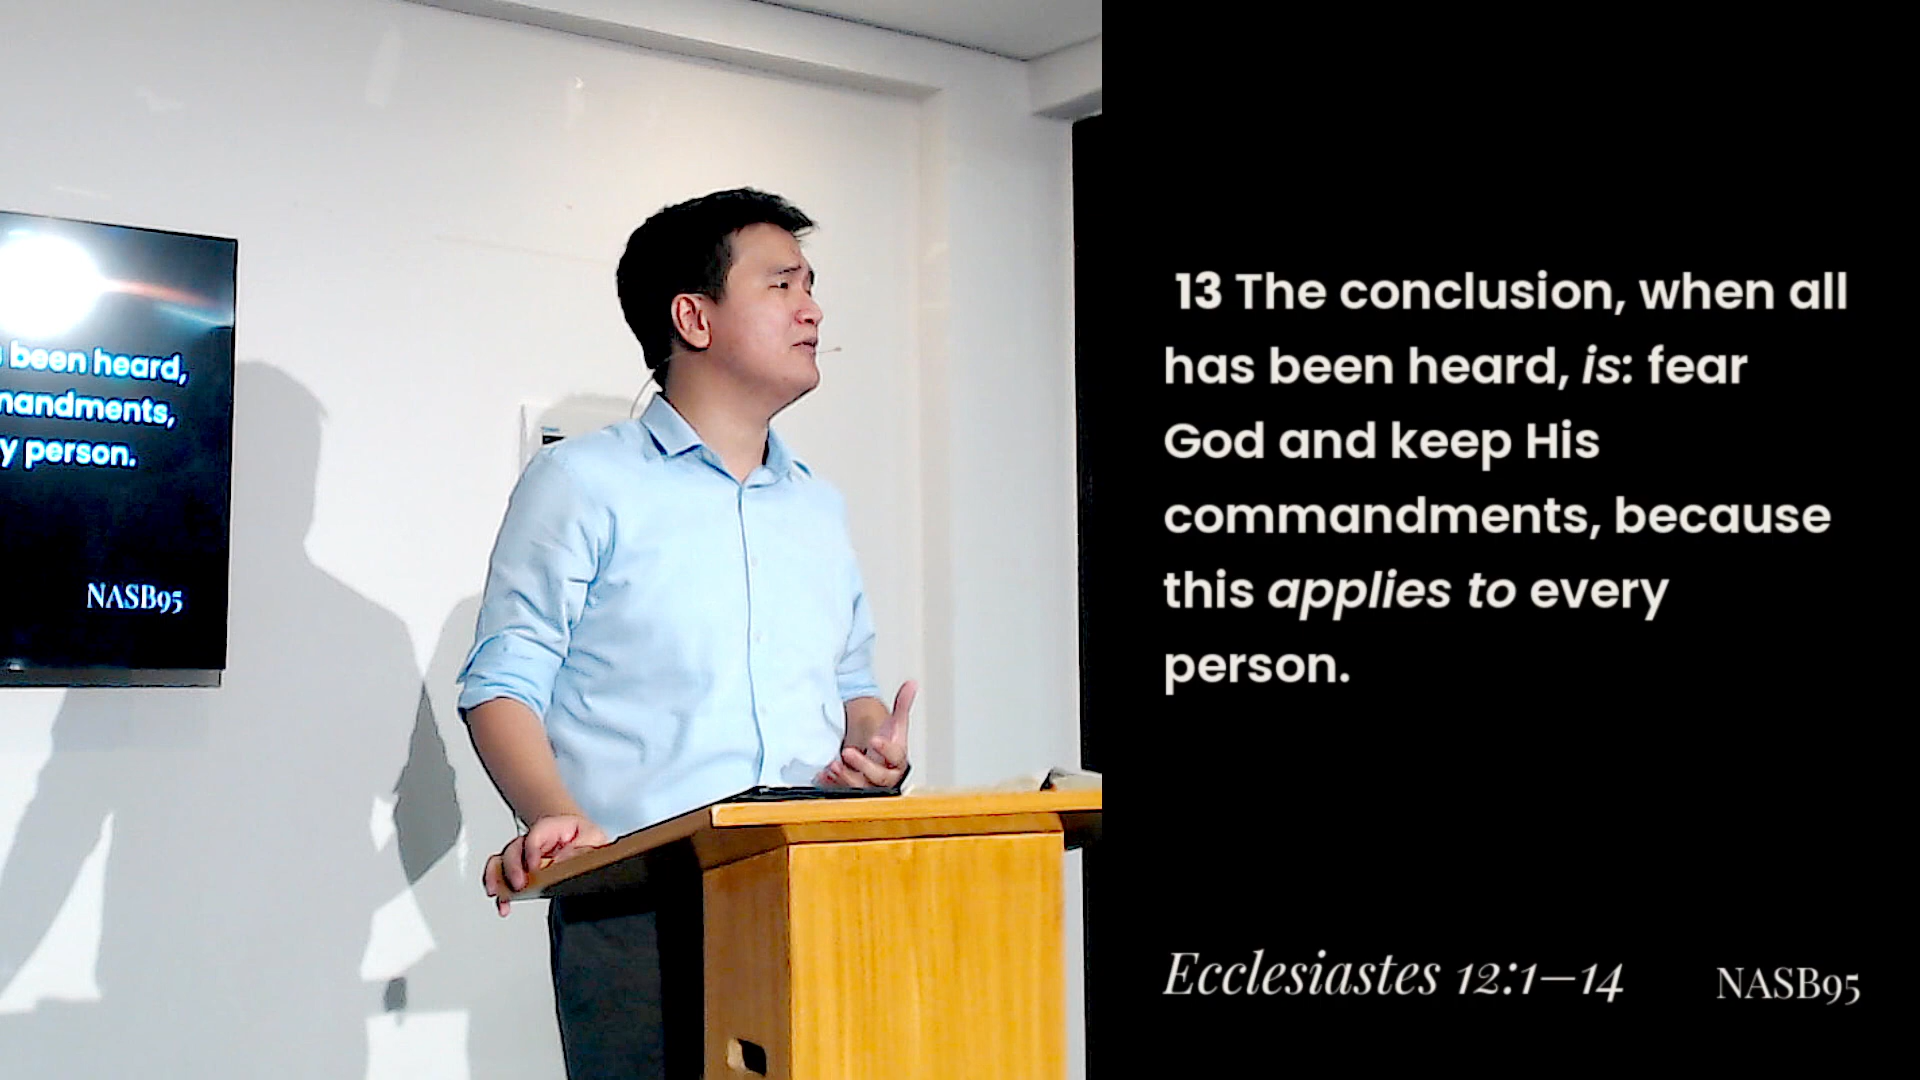 been heard,
mandments,
y person.
NASB95
13 The conclusion, when all
has been heard, is: fear
God and keep His
commandments, because
this applies to every
person.
Ecclesiastes 12:1–14
NASB95